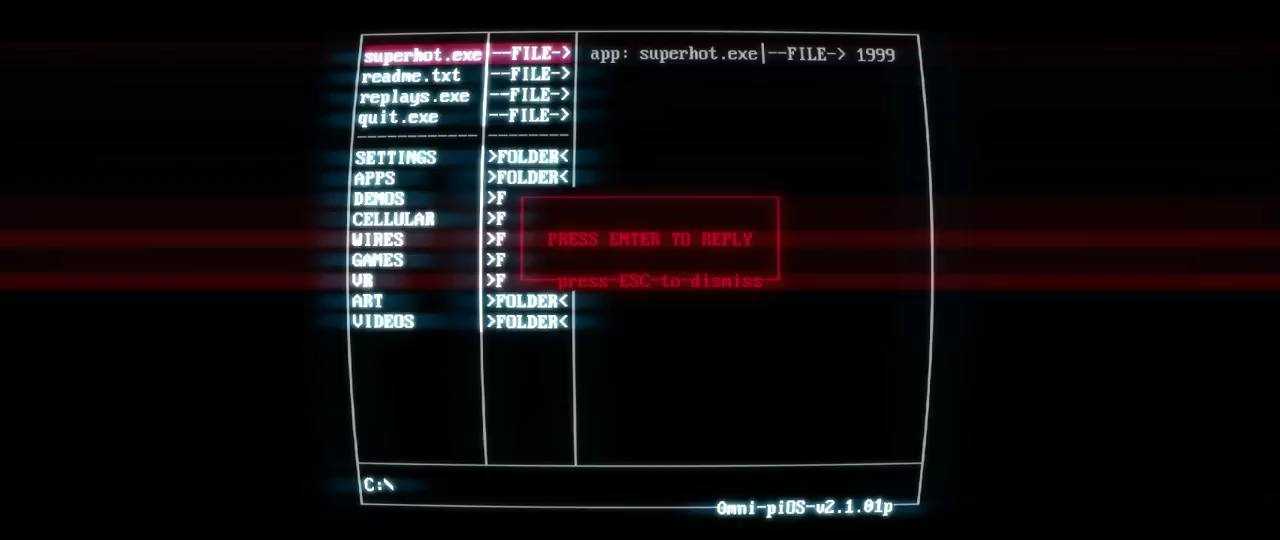 superhot.exe --FILE-> app: superhot.exe|--FILE-> 1999
readme.txt --FILE->
replays.exe --FILE->
quit.exe --FILE->
------------ --------
SETTINGS >FOLDER<
APPS >FOLDER<
DEMOS >F
CELLULAR >F
WIRES >F PRESS ENTER TO REPLY
GAMES >F
VR >F press ESC to dismiss
ART >FOLDER<
VIDEOS >FOLDER<
C:\
Omni-piOS-v2.1.01p